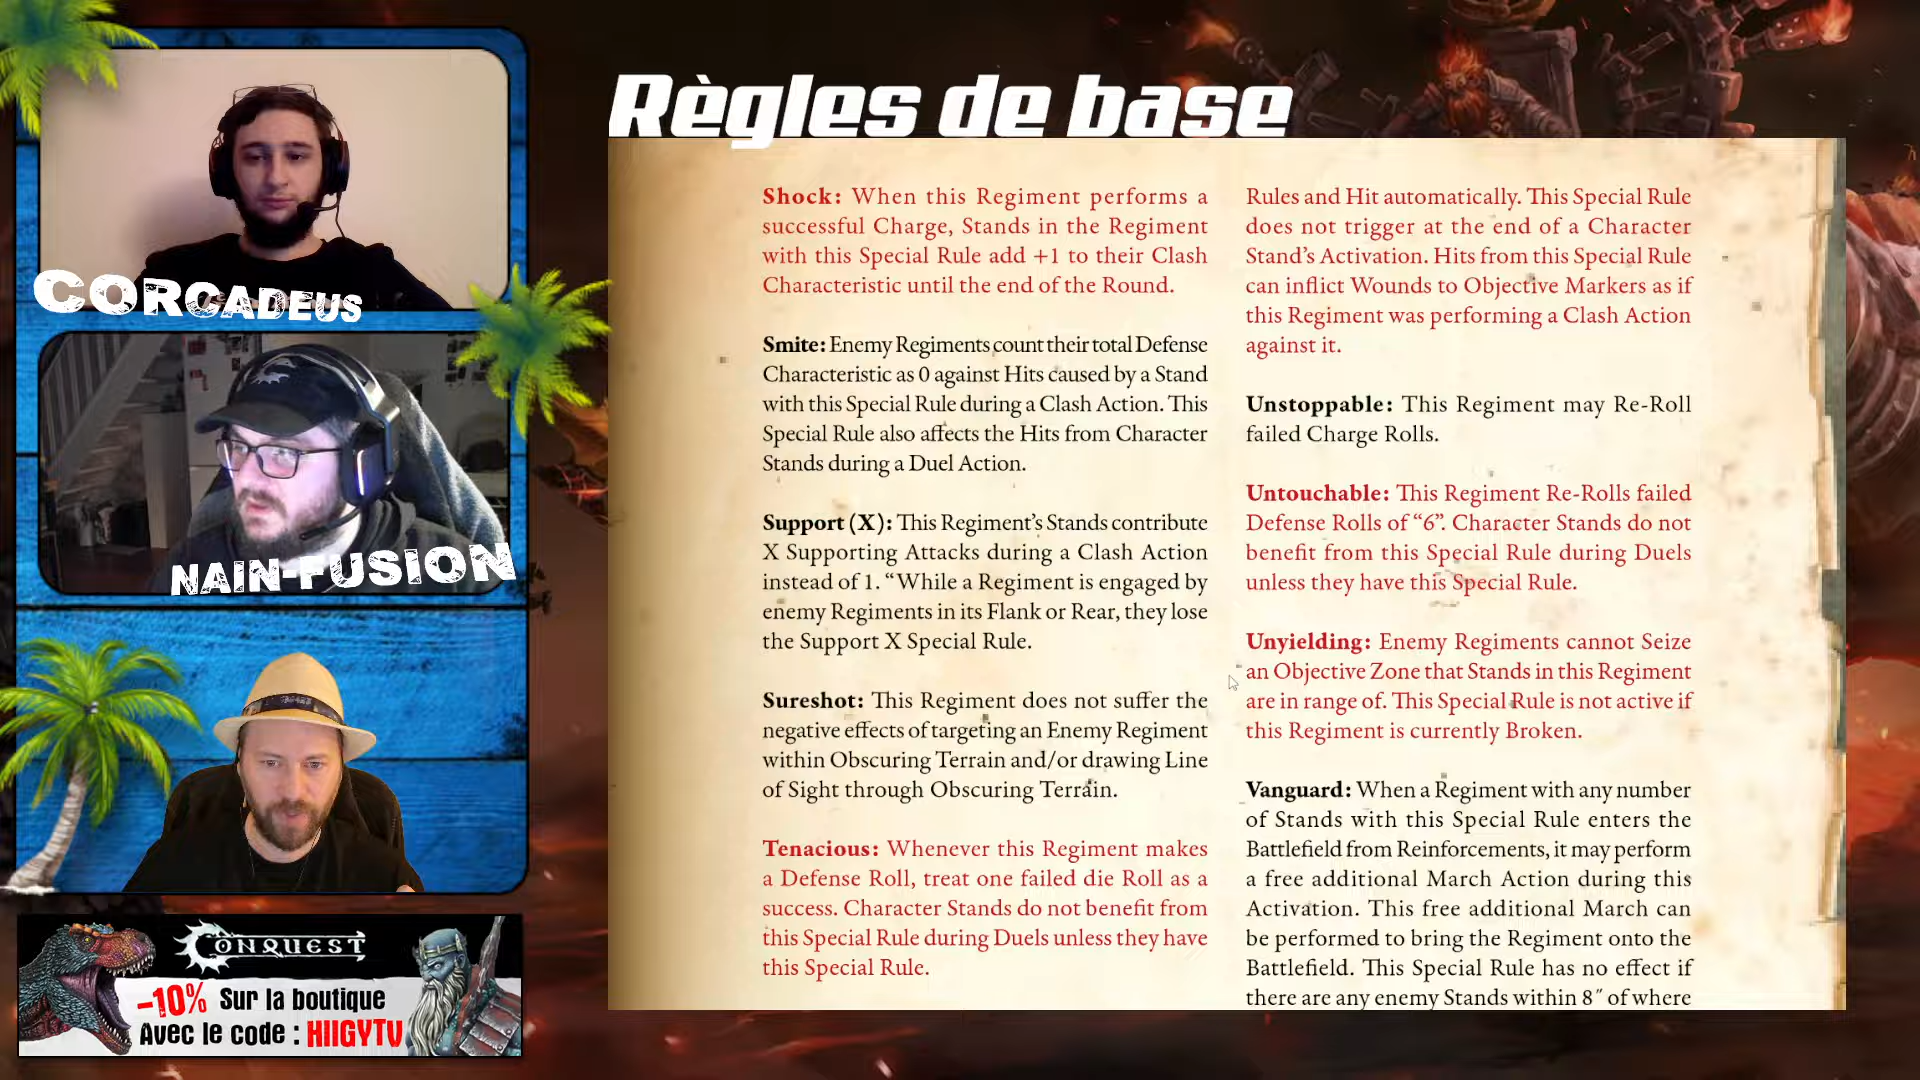 Règles de base
CORCADEUS
NAIN-FUSION
CONQUEST
-10% Sur la boutique
Avec le code : HIIGYTV
Shock: When this Regiment performs a
successful Charge, Stands in the Regiment
with this Special Rule add +1 to their Clash
Characteristic until the end of the Round.
Smite: Enemy Regiments count their total Defense
Characteristic as 0 against Hits caused by a Stand
with this Special Rule during a Clash Action. This
Special Rule also affects the Hits from Character
Stands during a Duel Action.
Support (X): This Regiment's Stands contribute
X Supporting Attacks during a Clash Action
instead of 1. “While a Regiment is engaged by
enemy Regiments in its Flank or Rear, they lose
the Support X Special Rule.
Sureshot: This Regiment does not suffer the
negative effects of targeting an Enemy Regiment
within Obscuring Terrain and/or drawing Line
of Sight through Obscuring Terrain.
Tenacious: Whenever this Regiment makes
a Defense Roll, treat one failed die Roll as a
success. Character Stands do not benefit from
this Special Rule during Duels unless they have
this Special Rule.
Rules and Hit automatically. This Special Rule
does not trigger at the end of a Character
Stand's Activation. Hits from this Special Rule
can inflict Wounds to Objective Markers as if
this Regiment was performing a Clash Action
against it.
Unstoppable: This Regiment may Re-Roll
failed Charge Rolls.
Untouchable: This Regiment Re-Rolls failed
Defense Rolls of “6”. Character Stands do not
benefit from this Special Rule during Duels
unless they have this Special Rule.
Unyielding: Enemy Regiments cannot Seize
an Objective Zone that Stands in this Regiment
are in range of. This Special Rule is not active if
this Regiment is currently Broken.
Vanguard: When a Regiment with any number
of Stands with this Special Rule enters the
Battlefield from Reinforcements, it may perform
a free additional March Action during this
Activation. This free additional March can
be performed to bring the Regiment onto the
Battlefield. This Special Rule has no effect if
there are any enemy Stands within 8″ of where